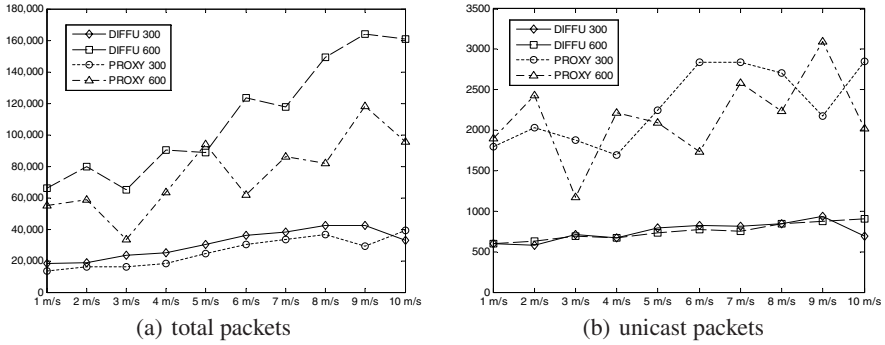 180,000
160,000
140,000
120,000
100,000
80,000
60,000
40,000
20,000
0
DIFFU 300
DIFFU 600
PROXY 300
PROXY 600
1 m/s 2 m/s 3 m/s 4 m/s 5 m/s 6 m/s 7 m/s 8 m/s 9 m/s 10 m/s
(a) total packets
3500
3000
2500
2000
1500
1000
500
0
DIFFU 300
DIFFU 600
PROXY 300
PROXY 600
1 m/s 2 m/s 3 m/s 4 m/s 5 m/s 6 m/s 7 m/s 8 m/s 9 m/s 10 m/s
(b) unicast packets